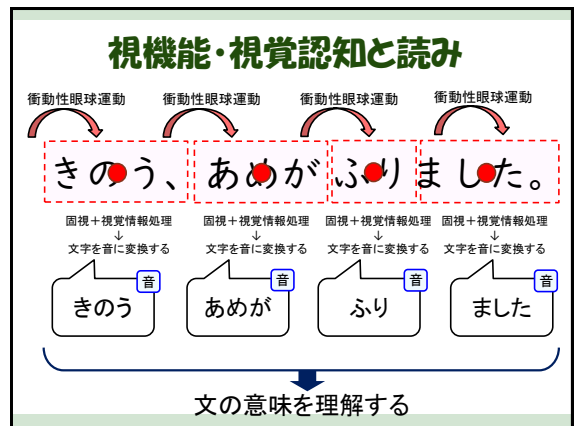 視機能・視覚認知と読み
衝動性眼球運動 衝動性眼球運動 衝動性眼球運動 衝動性眼球運動
きのう、あめがふりました。
固視＋視覚情報処理 固視＋視覚情報処理 固視＋視覚情報処理 固視＋視覚情報処理
↓ ↓ ↓ ↓
文字を音に変換する 文字を音に変換する 文字を音に変換する 文字を音に変換する
音 音 音 音
きのう あめが ふり ました
文の意味を理解する